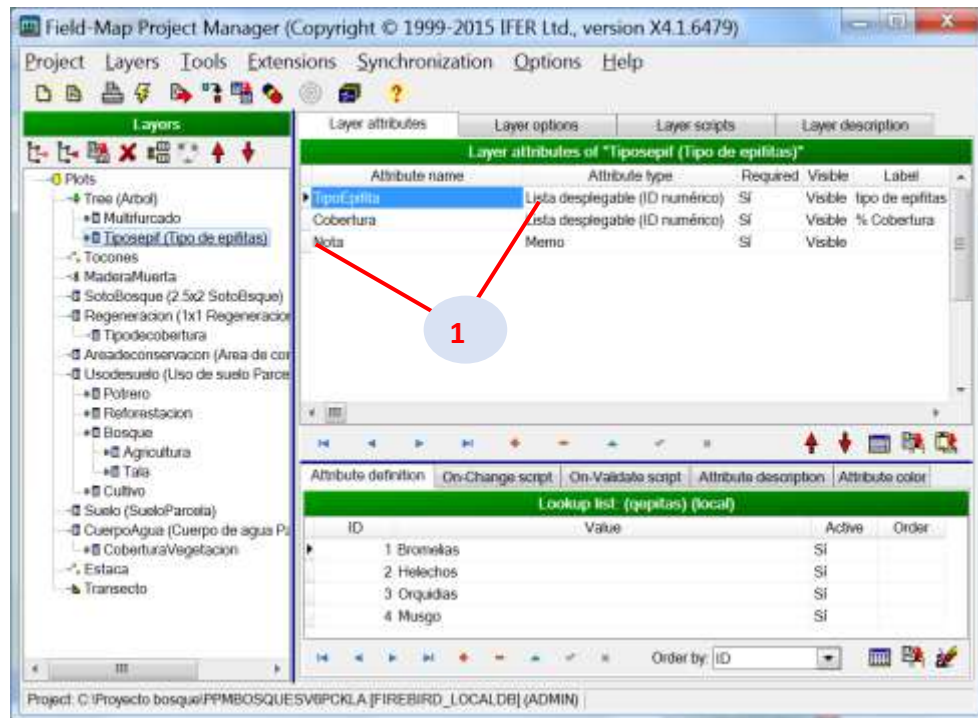 Field-Map Project Manager (Copyright © 1999-2015 IFER Ltd., version X4.1.6479)
Project Layers Tools Extensions Synchronization Options Help
Layers
Layer attributes Layer options Layer scripts Layer description
Layer attributes of "Tiposepif (Tipo de epifitas)"
Attribute name Attribute type Required Visible Label
TipoEpifita Lista desplegable (ID numérico) Sí Visible tipo de epifitas
Cobertura Lista desplegable (ID numérico) Sí Visible % Cobertura
Nota Memo Sí Visible
1
Plots
Tree (Arbol)
Multifurcado
Tiposepif (Tipo de epifitas)
Tocones
MaderaMuerta
SotoBosque (2.5x2 SotoBsque)
Regeneracion (1x1 Regeneracion
Tipodecobertura
Areadeconservacon (Area de con
Usodesuelo (Uso de suelo Parce
Potrero
Reforestacion
Bosque
Agricultura
Tala
Cultivo
Suelo (SueloParcela)
CuerpoAgua (Cuerpo de agua Pa
CoberturaVegetacion
Estaca
Transecto
Attribute definition On-Change script On-Validate script Attribute description Attribute color
Lookup list: (qepitas) (local)
ID Value Active Order
1 Bromelias Sí
2 Helechos Sí
3 Orquidias Sí
4 Musgo Sí
Order by: ID
Project: C:\Proyecto bosque\PPMBOSQUESV6PCKLA [FIREBIRD_LOCALDB] (ADMIN)